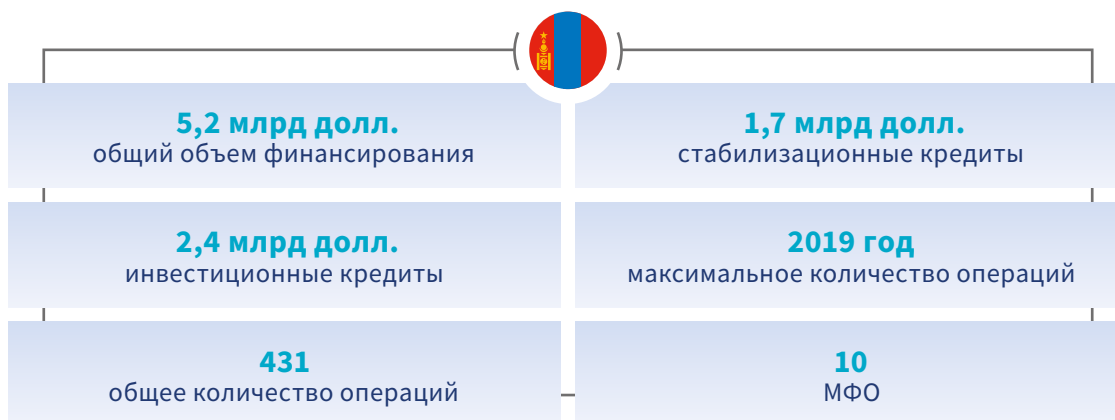 5,2 млрд долл.
общий объем финансирования
1,7 млрд долл.
стабилизационные кредиты
2,4 млрд долл.
инвестиционные кредиты
2019 год
максимальное количество операций
431
общее количество операций
10
МФО